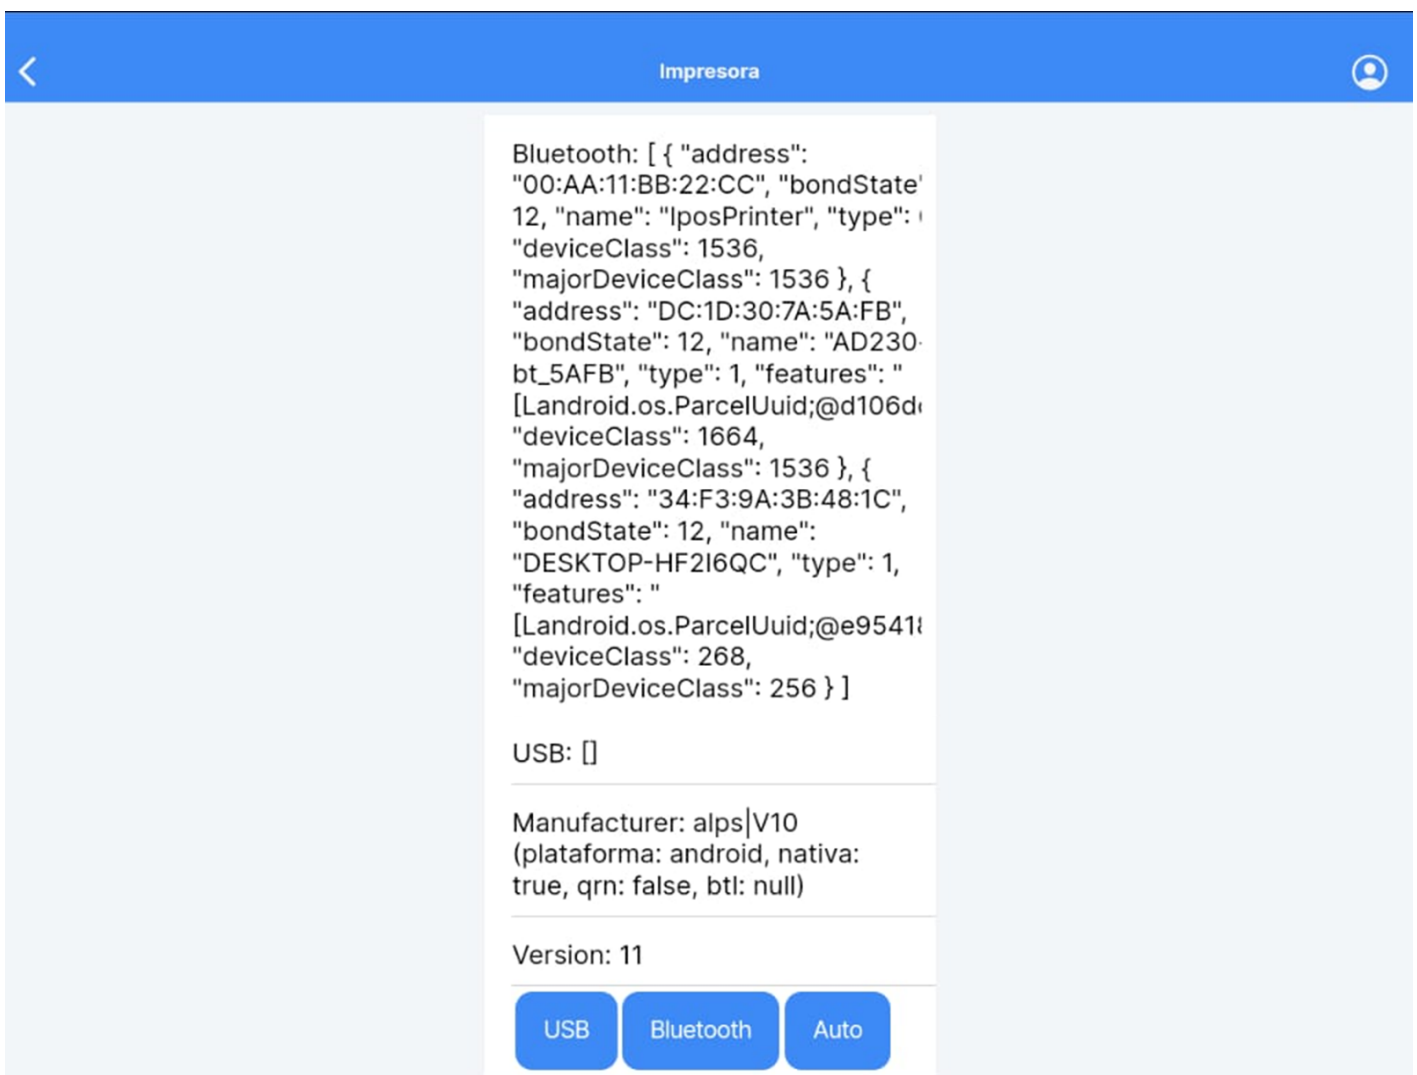 Impresora
Bluetooth: [ { "address":
"00:AA:11:BB:22:CC", "bondState"
12, "name": "IposPrinter", "type":
"deviceClass": 1536,
"majorDeviceClass": 1536 }, {
"address": "DC:1D:30:7A:5A:FB",
"bondState": 12, "name": "AD230-
bt_5AFB", "type": 1, "features": "
[Landroid.os.ParcelUuid;@d106d
"deviceClass": 1664,
"majorDeviceClass": 1536 }, {
"address": "34:F3:9A:3B:48:1C",
"bondState": 12, "name":
"DESKTOP-HF2I6QC", "type": 1,
"features": "
[Landroid.os.ParcelUuid;@e9541
"deviceClass": 268,
"majorDeviceClass": 256 } ]
USB: []
Manufacturer: alps|V10
(plataforma: android, nativa:
true, qrn: false, btl: null)
Version: 11
USB Bluetooth Auto